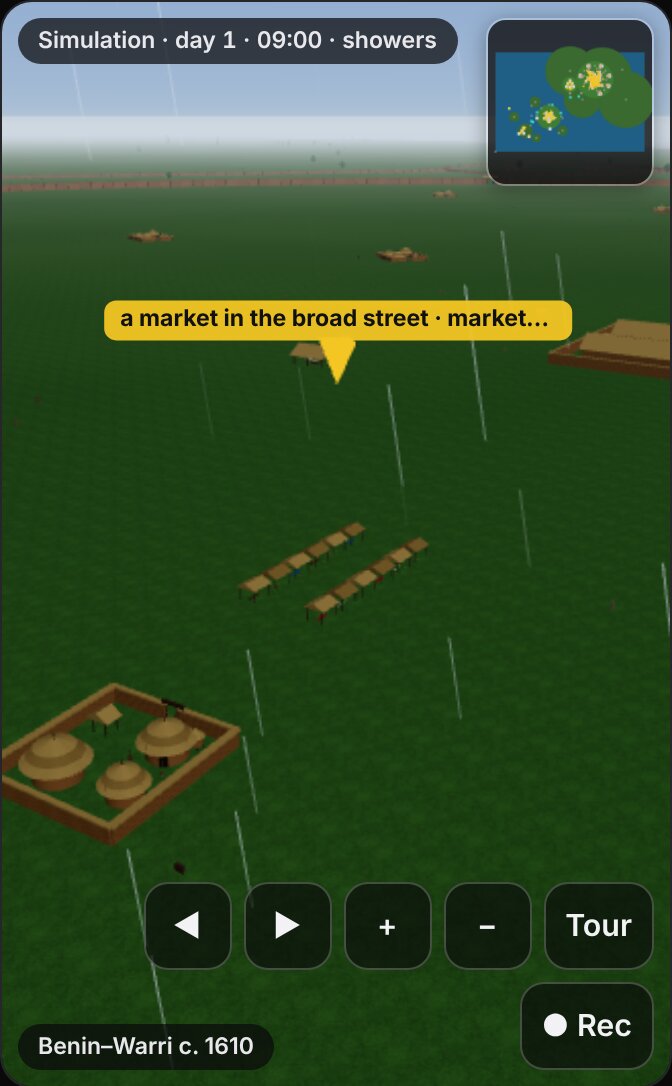 Simulation · day 1 · 09:00 · showers
a market in the broad street · market...
+
−
Tour
Rec
Benin–Warri c. 1610